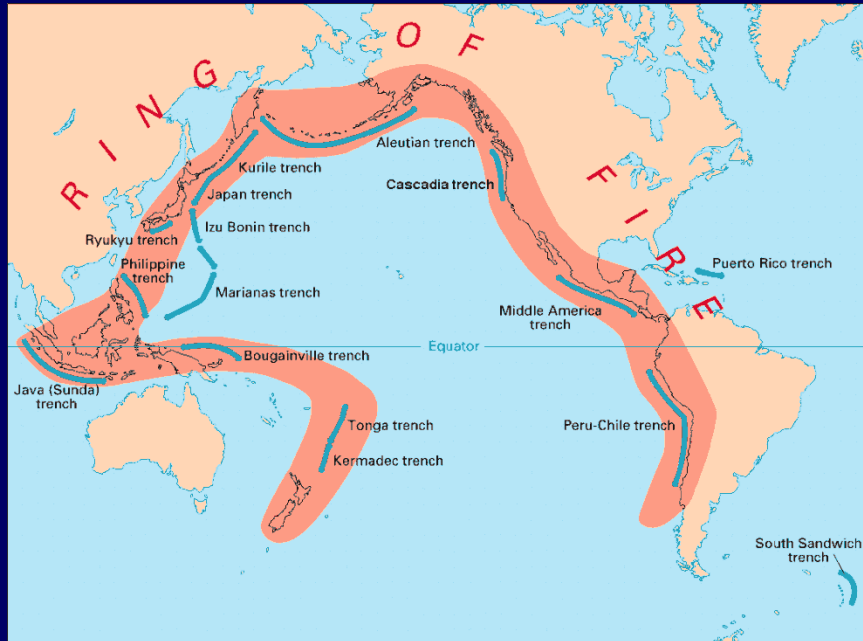 RING OF FIRE
Aleutian trench
Kurile trench
Cascadia trench
Japan trench
Izu Bonin trench
Ryukyu trench
Philippine
trench
Puerto Rico trench
Marianas trench
Middle America
trench
Equator
Bougainville trench
Java (Sunda)
trench
Tonga trench
Peru-Chile trench
Kermadec trench
South Sandwich
trench